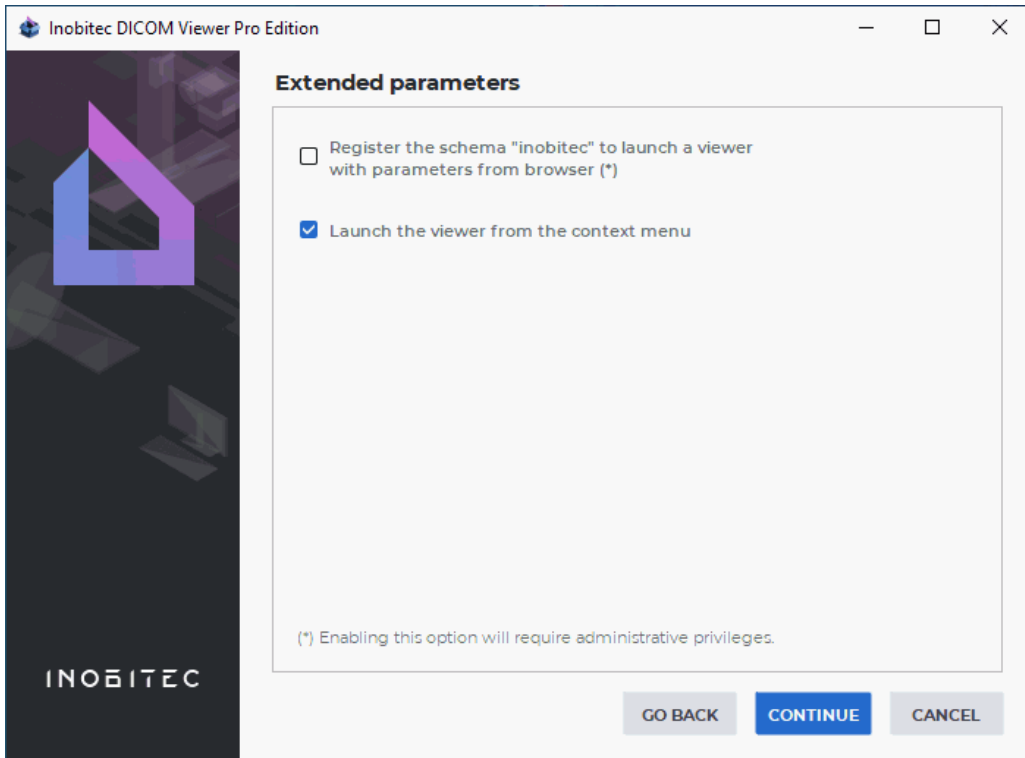 Inobitec DICOM Viewer Pro Edition
Extended parameters
Register the schema "inobitec" to launch a viewer
with parameters from browser (*)
Launch the viewer from the context menu
(*) Enabling this option will require administrative privileges.
INOBITEC
GO BACK
CONTINUE
CANCEL